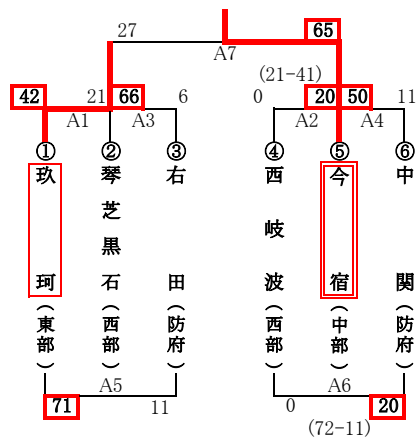 27 65
A7
(21-41)
42 21 66 6 0 20 50 11
A1 A3 A2 A4
① ② ③ ④ ⑤ ⑥
玖珂(東部)
琴芝黒石(西部)
右田(防府)
西岐波(西部)
今宿(中部)
中関(防府)
A5 A6
71 11 0 20
(72-11)